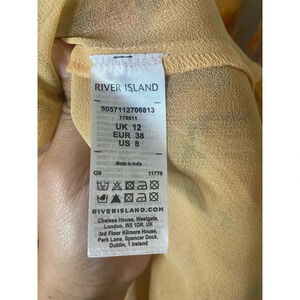 RIVER ISLAND
5057112706813
779511
UK 12
EUR 38
US 8
Made in India
G9 11778
RIVERISLAND.COM
Chelsea House, Westgate,
London. W5 1DR, UK
3rd Floor Kilmore House,
Park Lane, Spencer Dock,
Dublin, 1 Ireland